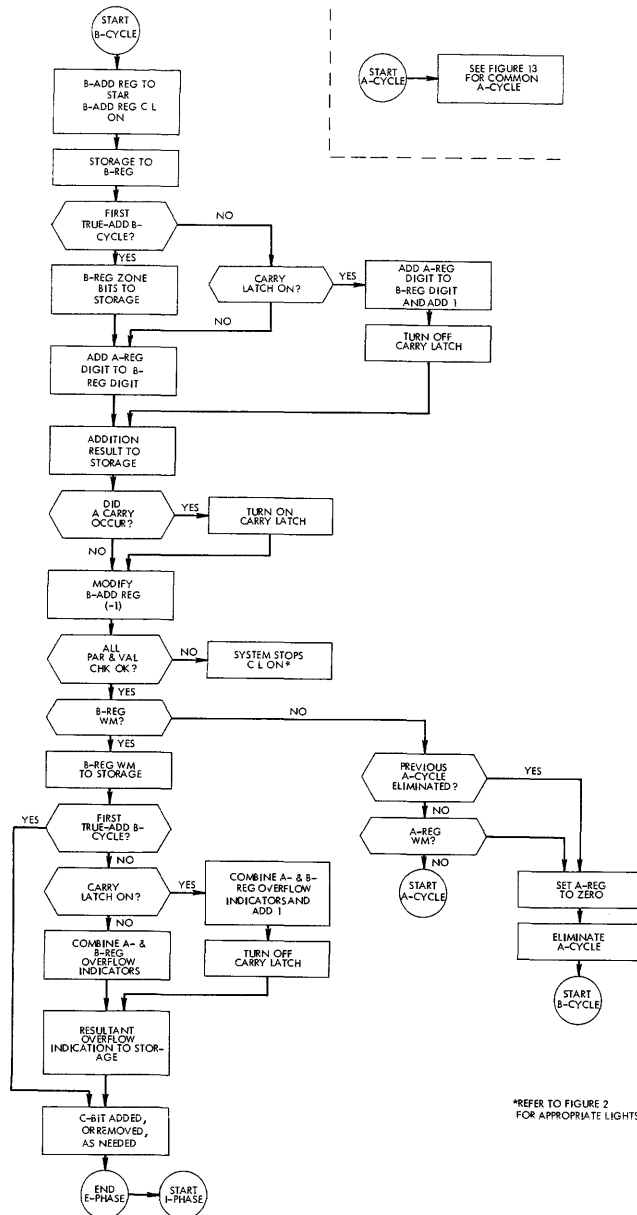 START
B-CYCLE
B-ADD REG TO
STAR
B-ADD REG C L
ON
STORAGE TO
B-REG
FIRST
TRUE-ADD B-
CYCLE?
NO
YES
B-REG ZONE
BITS TO
STORAGE
CARRY
LATCH ON?
YES
ADD A-REG
DIGIT TO
B-REG DIGIT
AND ADD 1
NO
TURN OFF
CARRY LATCH
ADD A-REG
DIGIT TO B-
REG DIGIT
ADDITION
RESULT TO
STORAGE
DID
A CARRY
OCCUR?
YES
TURN ON
CARRY LATCH
NO
MODIFY
B-ADD REG
(-1)
ALL
PAR & VAL
CHK OK?
NO
SYSTEM STOPS
C L ON*
YES
B-REG
WM?
NO
YES
B-REG WM
TO STORAGE
PREVIOUS
A-CYCLE
ELIMINATED?
YES
NO
YES
FIRST
TRUE-ADD B-
CYCLE?
A-REG
WM?
NO
NO
START
A-CYCLE
CARRY
LATCH ON?
YES
COMBINE A- & B-
REG OVERFLOW
INDICATORS AND
ADD 1
SET A-REG
TO ZERO
NO
COMBINE A- &
B-REG
OVERFLOW
INDICATORS
TURN OFF
CARRY LATCH
ELIMINATE
A-CYCLE
START
B-CYCLE
RESULTANT
OVERFLOW
INDICATION TO STOR-
AGE
C-BIT ADDED,
OR REMOVED,
AS NEEDED
END
E-PHASE
START
I-PHASE
START
A-CYCLE
SEE FIGURE 13
FOR COMMON
A-CYCLE
*REFER TO FIGURE 2
FOR APPROPRIATE LIGHTS